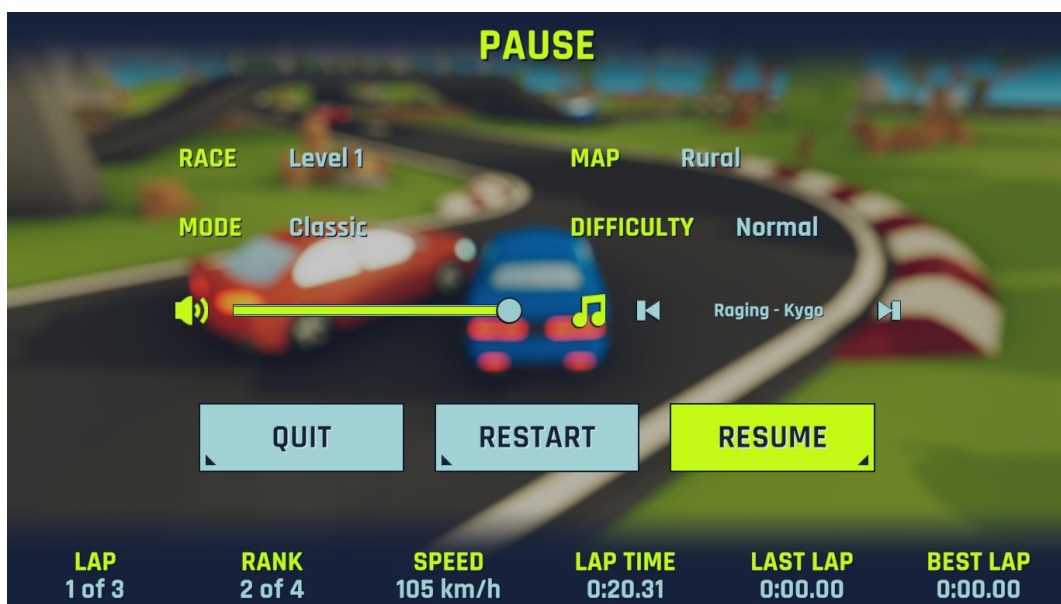 PAUSE
RACE Level 1 MAP Rural
MODE Classic DIFFICULTY Normal
Raging - Kygo
QUIT RESTART RESUME
LAP RANK SPEED LAP TIME LAST LAP BEST LAP
1 of 3 2 of 4 105 km/h 0:20.31 0:00.00 0:00.00